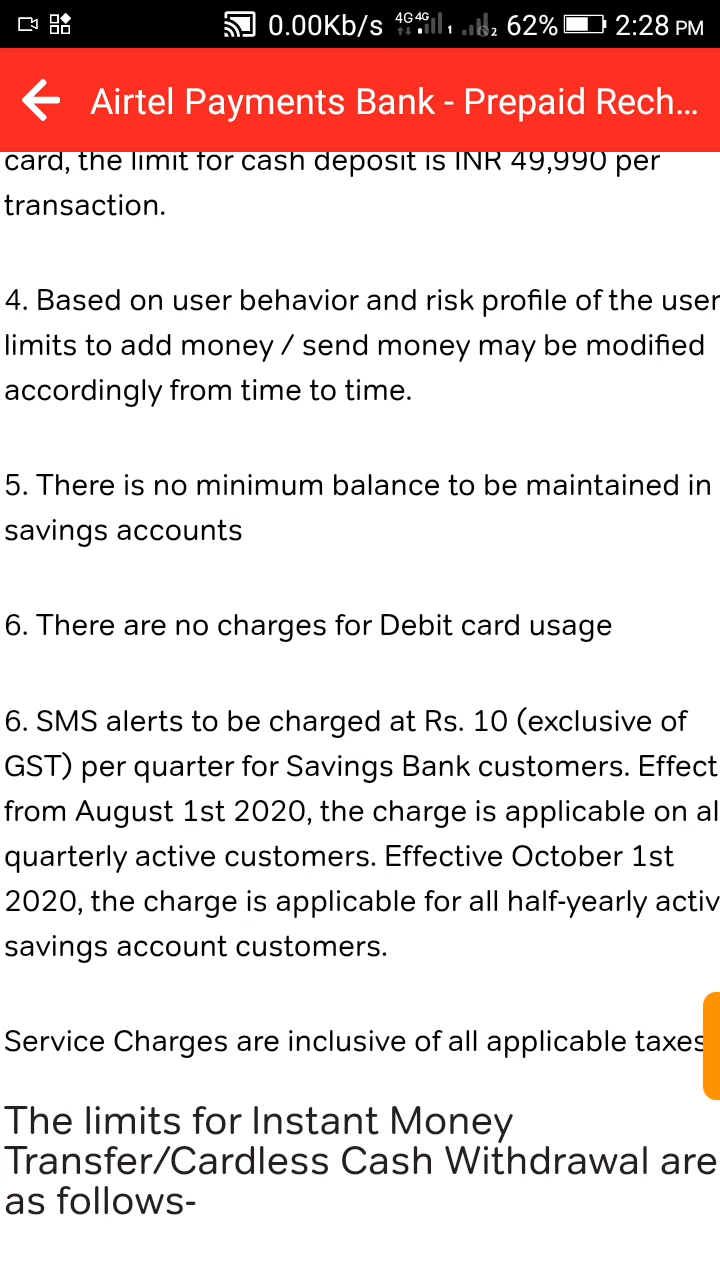 0.00Kb/s 4G 4G 1 2 62% 2:28 PM
Airtel Payments Bank - Prepaid Rech...
card, the limit for cash deposit is INR 49,990 per
transaction.
4. Based on user behavior and risk profile of the user
limits to add money / send money may be modified
accordingly from time to time.
5. There is no minimum balance to be maintained in
savings accounts
6. There are no charges for Debit card usage
6. SMS alerts to be charged at Rs. 10 (exclusive of
GST) per quarter for Savings Bank customers. Effect
from August 1st 2020, the charge is applicable on al
quarterly active customers. Effective October 1st
2020, the charge is applicable for all half-yearly activ
savings account customers.
Service Charges are inclusive of all applicable taxes
The limits for Instant Money
Transfer/Cardless Cash Withdrawal are
as follows-